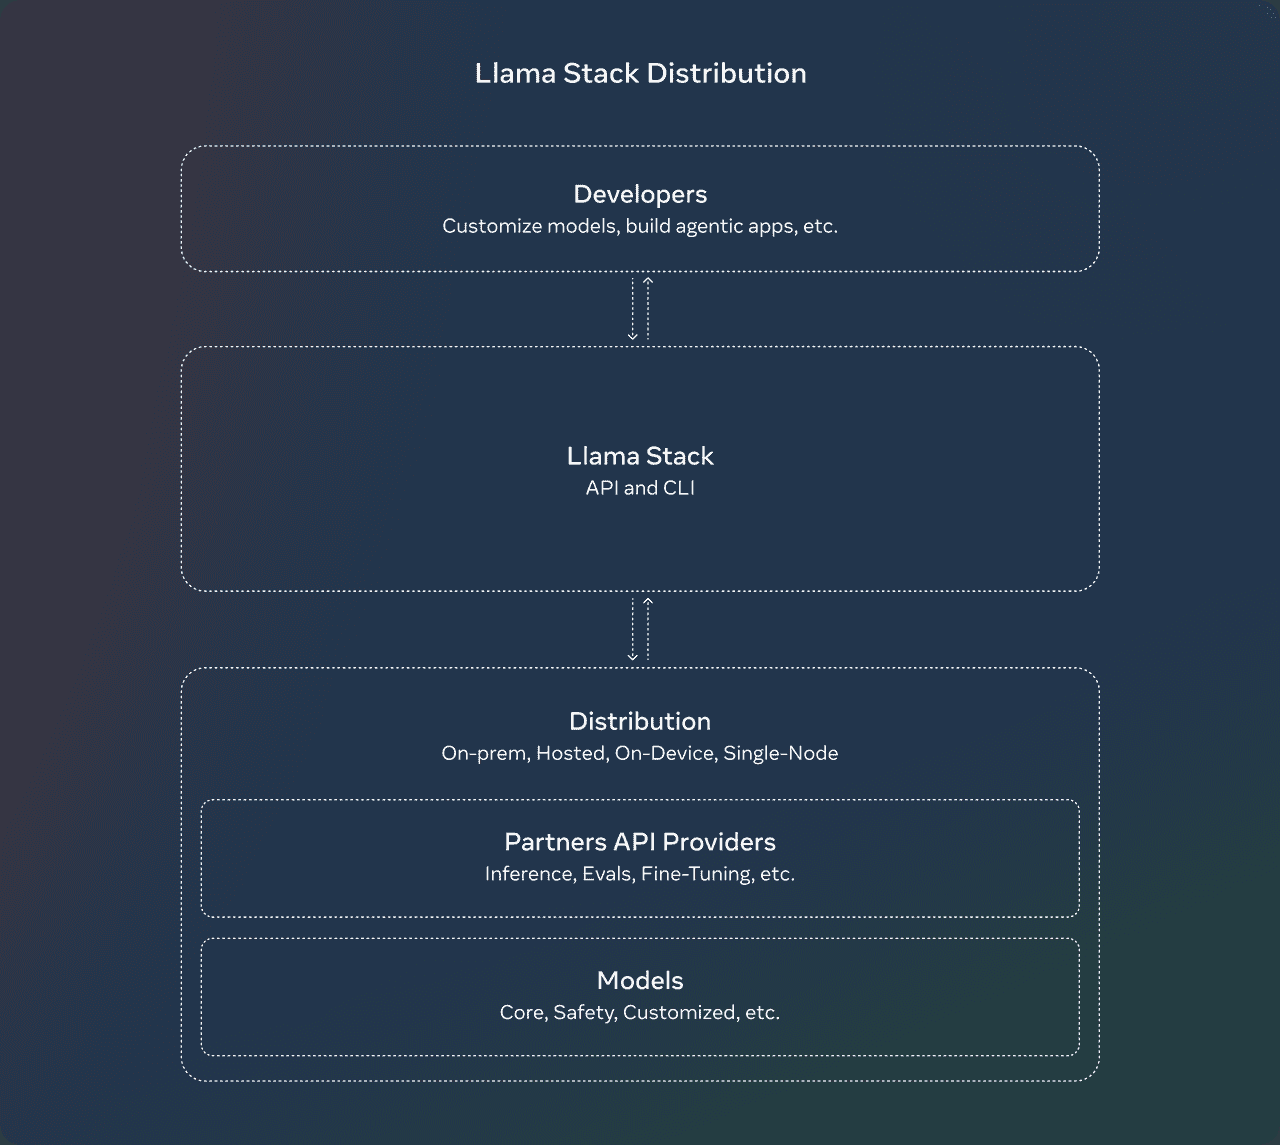 Llama Stack Distribution
Developers
Customize models, build agentic apps, etc.
Llama Stack
API and CLI
Distribution
On-prem, Hosted, On-Device, Single-Node
Partners API Providers
Inference, Evals, Fine-Tuning, etc.
Models
Core, Safety, Customized, etc.